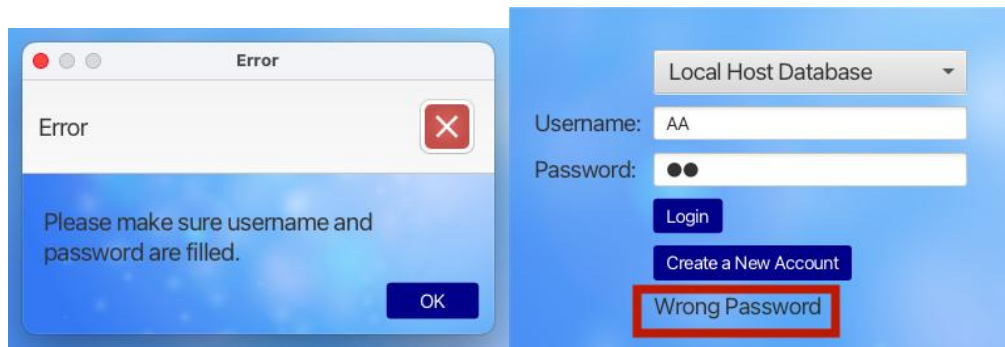 Error
Error
Please make sure username and
password are filled.
OK
Local Host Database
Username: AA
Password:
Login
Create a New Account
Wrong Password